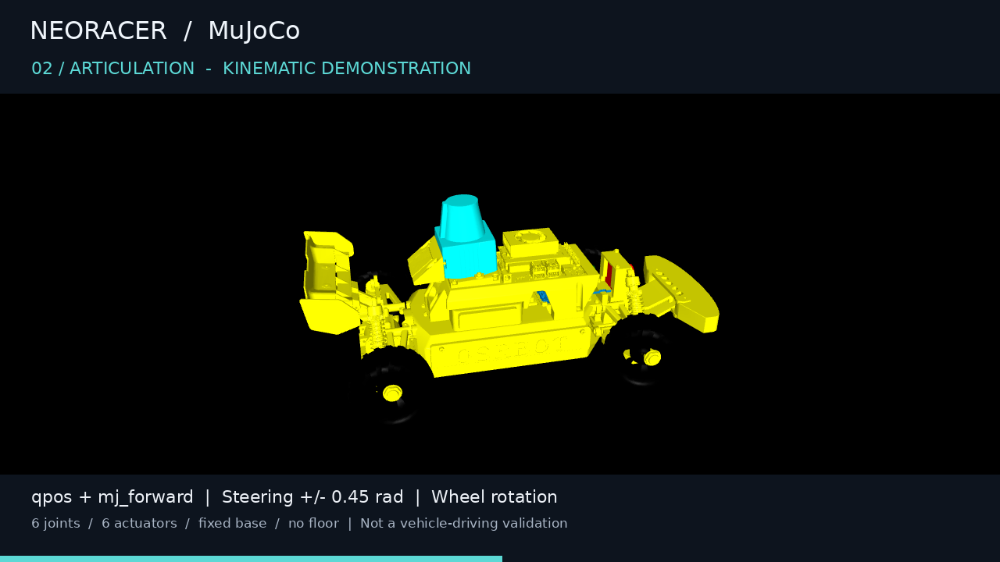 NEORACER / MuJoCo
02 / ARTICULATION - KINEMATIC DEMONSTRATION
OSRBOT
qpos + mj_forward | Steering +/- 0.45 rad | Wheel rotation
6 joints / 6 actuators / fixed base / no floor | Not a vehicle-driving validation